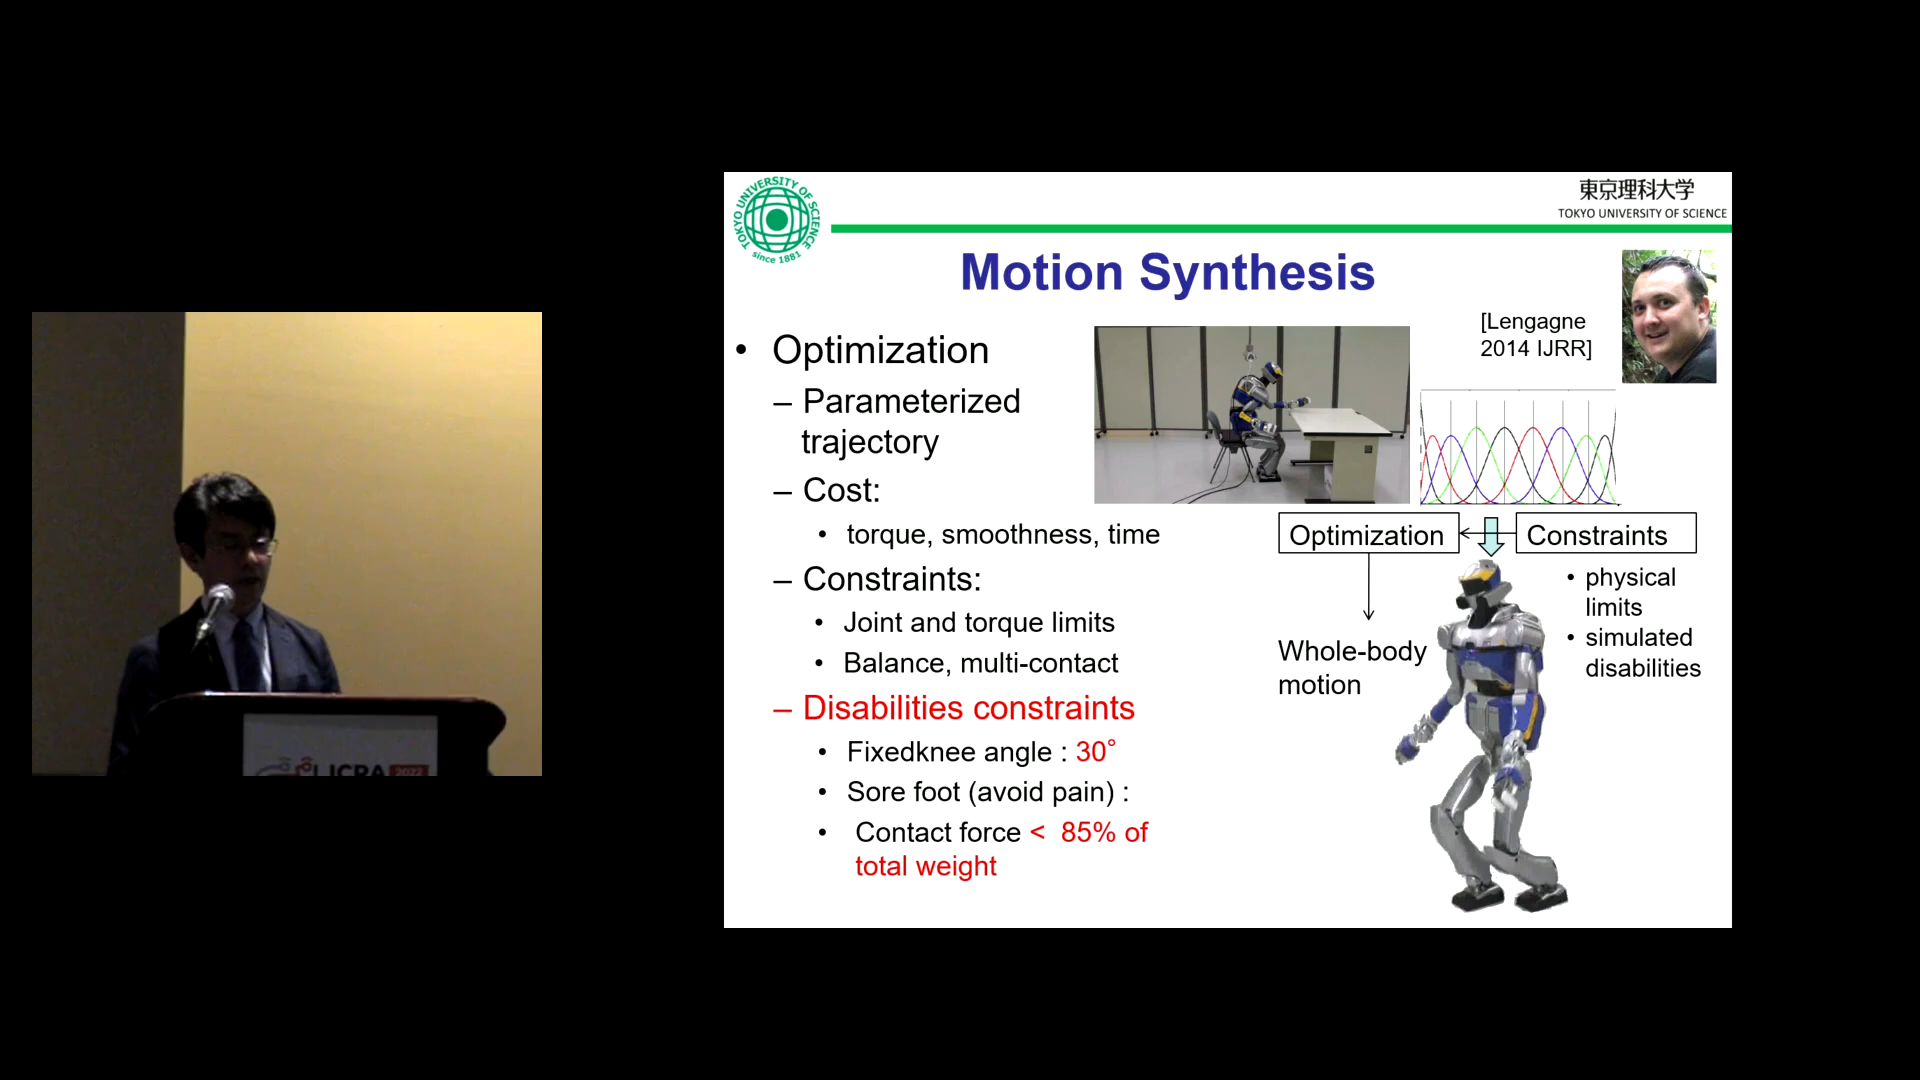 TOKYO UNIVERSITY OF SCIENCE
since 1881
東京理科大学
TOKYO UNIVERSITY OF SCIENCE
Motion Synthesis
[Lengagne
2014 IJRR]
• Optimization
– Parameterized
trajectory
– Cost:
• torque, smoothness, time
– Constraints:
• Joint and torque limits
• Balance, multi-contact
– Disabilities constraints
• Fixedknee angle : 30°
• Sore foot (avoid pain) :
• Contact force < 85% of
total weight
Optimization
Constraints
• physical
limits
• simulated
disabilities
Whole-body
motion
ICRA 2022